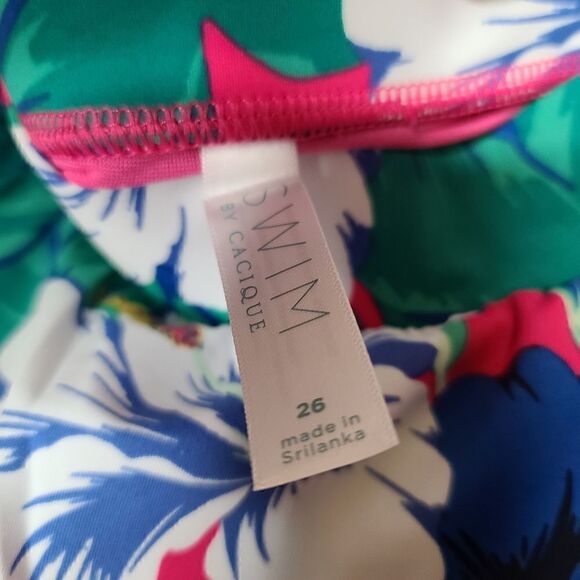 SWIM
BY CACIQUE
26
made in
Srilanka